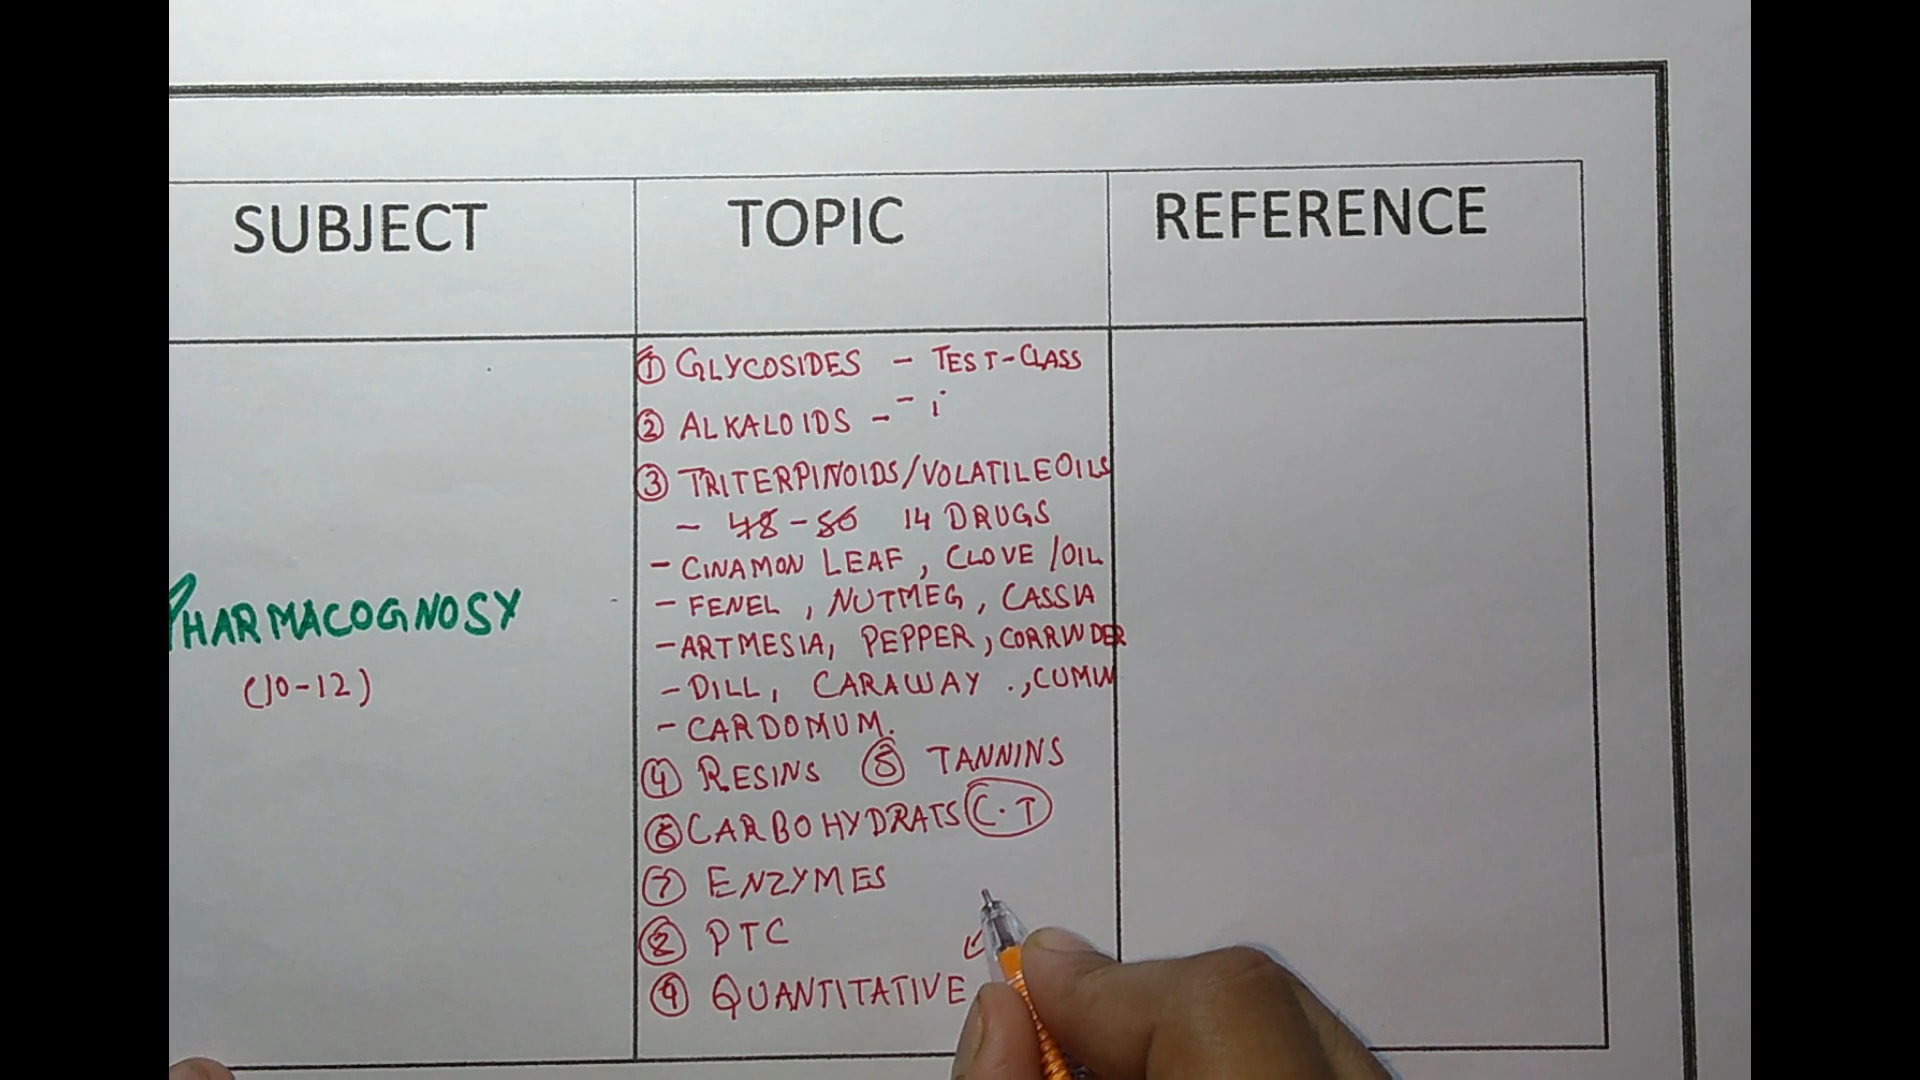 SUBJECT TOPIC REFERENCE
① GLYCOSIDES - TEST-CLASS
② ALKALOIDS -
③ TRITERPINOIDS/VOLATILE OILS
- 48-50 14 DRUGS
- CINAMON LEAF, CLOVE /OIL
- FENEL, NUTMEG, CASSIA
PHARMACOGNOSY
- ARTMESIA, PEPPER, CORRINDER
(10-12)
- DILL, CARAWAY ., CUMIN
- CARDOMUM.
④ RESINS ⑤ TANNINS
⑥ CARBOHYDRATS C.T
⑦ ENZYMES
⑧ PTC
⑨ QUANTITATIVE